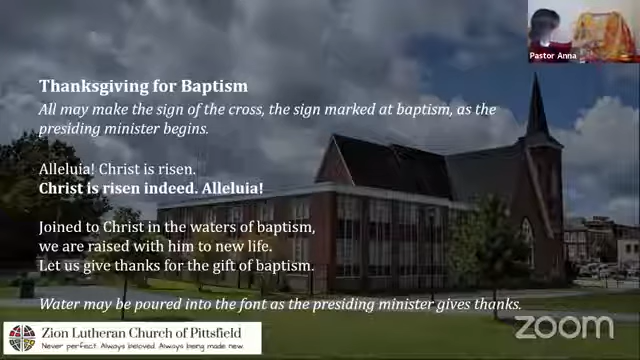 Pastor Anna
Thanksgiving for Baptism
All may make the sign of the cross, the sign marked at baptism, as the
presiding minister begins.
Alleluia! Christ is risen.
Christ is risen indeed. Alleluia!
Joined to Christ in the waters of baptism,
we are raised with him to new life.
Let us give thanks for the gift of baptism.
Water may be poured into the font as the presiding minister gives thanks.
Zion Lutheran Church of Pittsfield
Never perfect. Always beloved. Always being made new.
zoom